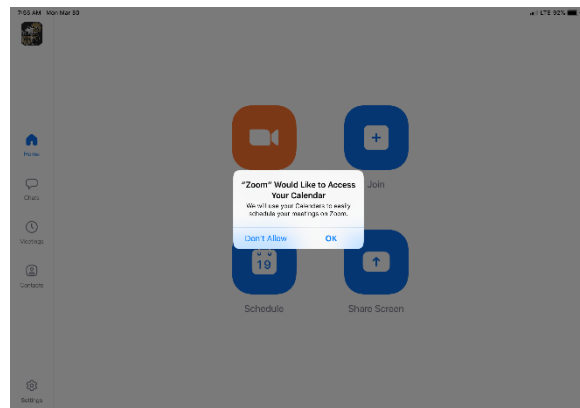 7:55 AM Mon Mar 30
LTE 92%
Home
Chats
Meetings
Contacts
Settings
Join
"Zoom" Would Like to Access
Your Calendar
We will use your Calendars to easily
schedule your meetings on Zoom.
Don't Allow
OK
19
Schedule
Share Screen